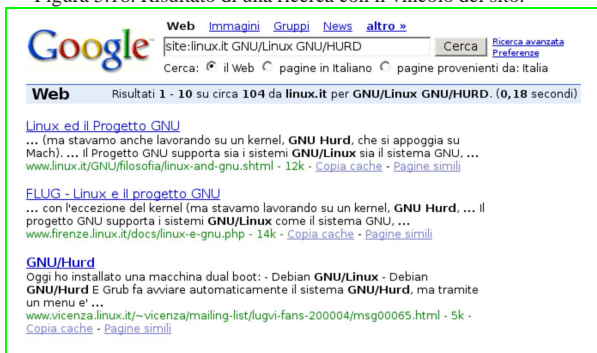 Figura 5.18. Risultato di una ricerca con il vincolo del sito.
Google
Web Immagini Gruppi News altro »
site:linux.it GNU/Linux GNU/HURD Cerca Ricerca avanzata
Preferenze
Cerca: il Web pagine in Italiano pagine provenienti da: Italia
Web Risultati 1 - 10 su circa 104 da linux.it per GNU/Linux GNU/HURD. (0,18 secondi)
Linux ed il Progetto GNU
... (ma stavamo anche lavorando su un kernel, GNU Hurd, che si appoggia su
Mach). ... Il Progetto GNU supporta sia i sistemi GNU/Linux sia il sistema GNU, ...
www.linux.it/GNU/filosofia/linux-and-gnu.shtml - 12k - Copia cache - Pagine simili
FLUG - Linux e il progetto GNU
... con l'eccezione del kernel (ma stavamo lavorando su un kernel, GNU Hurd, ... Il
progetto GNU supporta i sistemi GNU/Linux come il sistema GNU, ...
www.firenze.linux.it/docs/linux-e-gnu.php - 14k - Copia cache - Pagine simili
GNU/Hurd
Oggi ho installato una macchina dual boot: - Debian GNU/Linux - Debian
GNU/Hurd E Grub fa avviare automaticamente il sistema GNU/Hurd, ma tramite
un menu e' ...
www.vicenza.linux.it/~vicenza/mailing-list/lugvi-fans-200004/msg00065.html - 5k -
Copia cache - Pagine simili